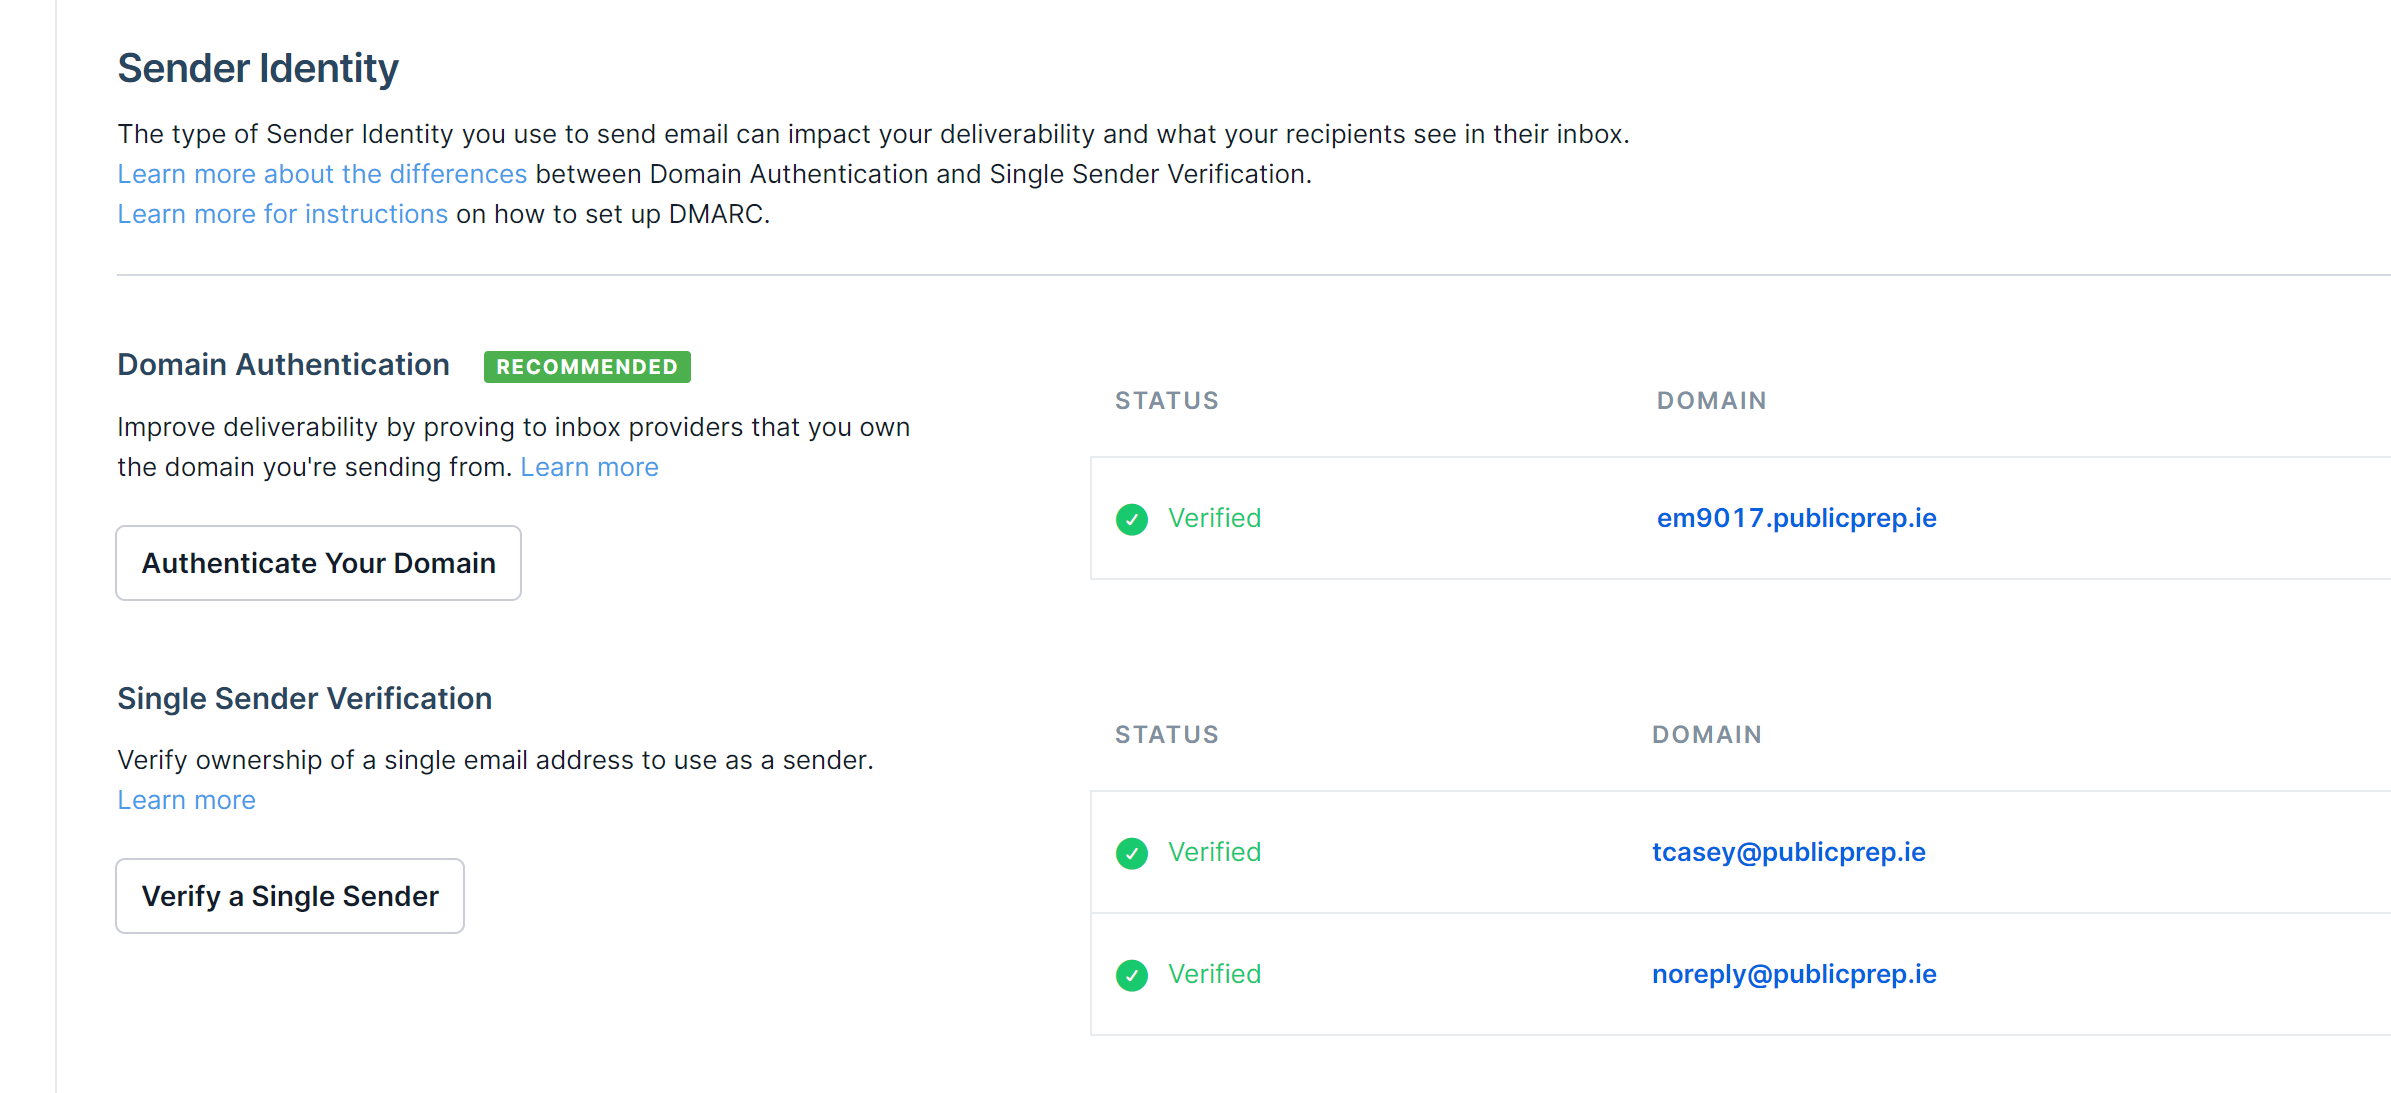 Sender Identity
The type of Sender Identity you use to send email can impact your deliverability and what your recipients see in their inbox.
Learn more about the differences between Domain Authentication and Single Sender Verification.
Learn more for instructions on how to set up DMARC.
Domain Authentication RECOMMENDED
Improve deliverability by proving to inbox providers that you own
the domain you're sending from. Learn more
Authenticate Your Domain
STATUS DOMAIN
Verified em9017.publicprep.ie
Single Sender Verification
Verify ownership of a single email address to use as a sender.
Learn more
Verify a Single Sender
STATUS DOMAIN
Verified tcasey@publicprep.ie
Verified noreply@publicprep.ie